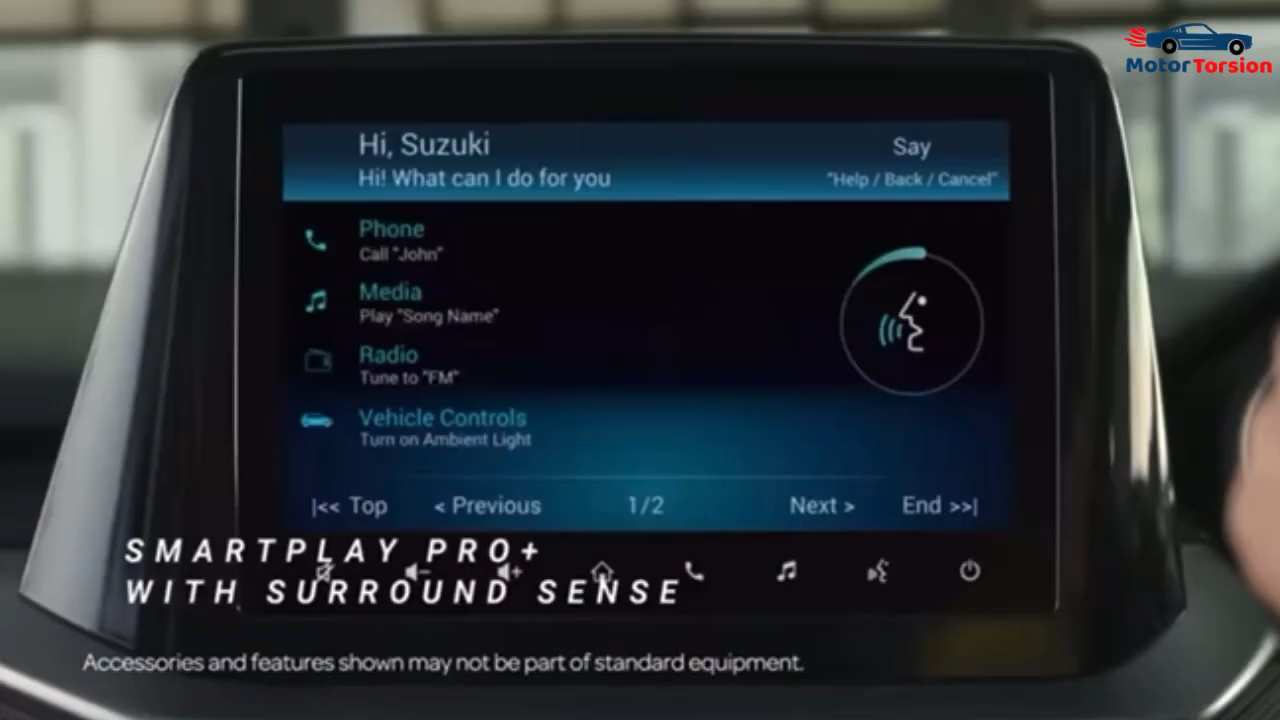 MotorTorsion
Hi, Suzuki
Say
Hi! What can I do for you
"Help / Back / Cancel"
Phone
Call "John"
Media
Play "Song Name"
Radio
Tune to "FM"
Vehicle Controls
Turn on Ambient Light
|<< Top < Previous 1/2 Next > End >>|
SMARTPLAY PRO+
WITH SURROUND SENSE
Accessories and features shown may not be part of standard equipment.